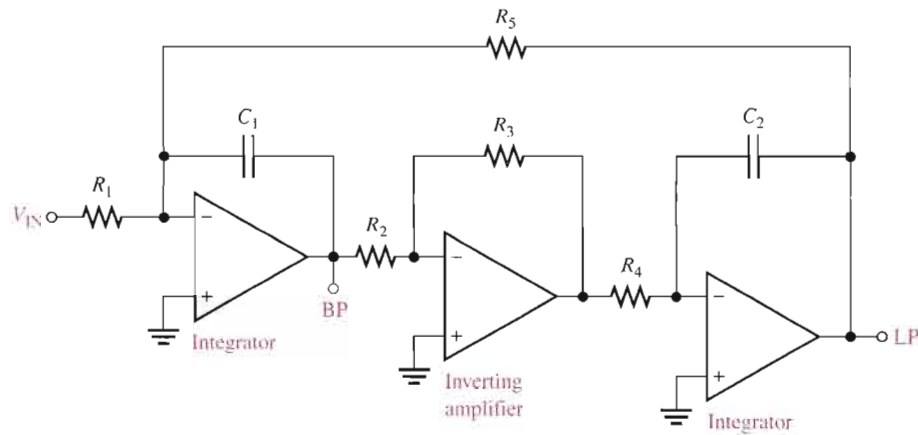 R5
C1
R3
C2
R1
VIN
−
R2
−
R4
−
+
BP
+
LP
Integrator
Inverting
amplifier
+
Integrator